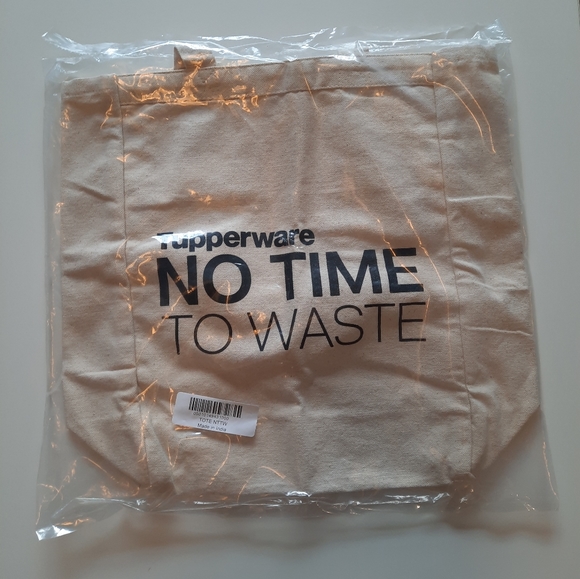 Tupperware
NO TIME
TO WASTE
TOTE NTTW
Made in India